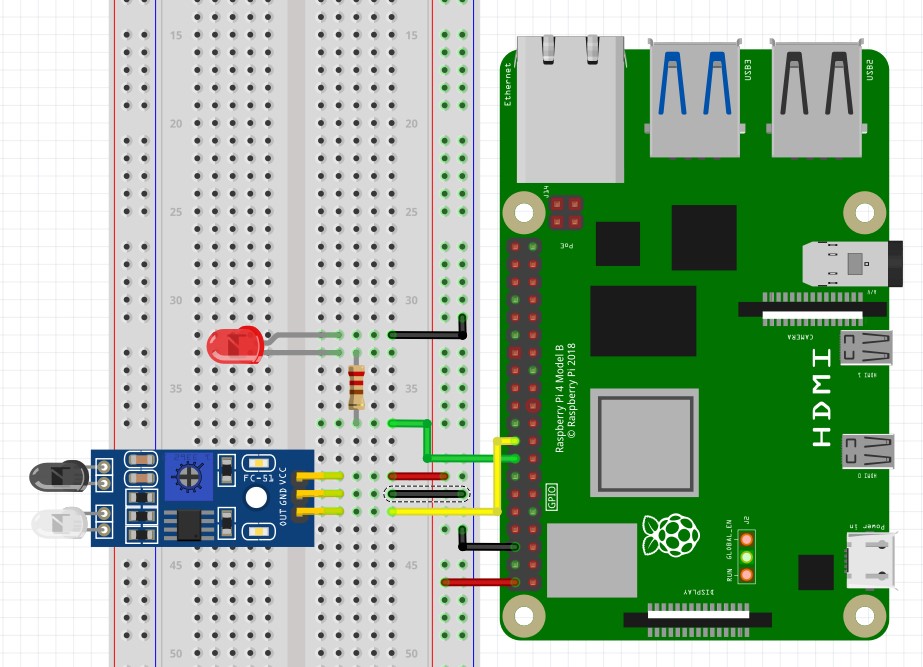 15
15
20
20
25
25
30
30
35
35
45
45
50
50
Ethernet
USB3
USB2
J14
PoE
A/V
CAMERA
Raspberry Pi 4 Model B
© Raspberry Pi 2018
HDMI
HDMI 1
HDMI 0
GPIO
J2
GLOBAL_EN
RUN
Power in
DISPLAY
FC-51
VCC
GND
OUT